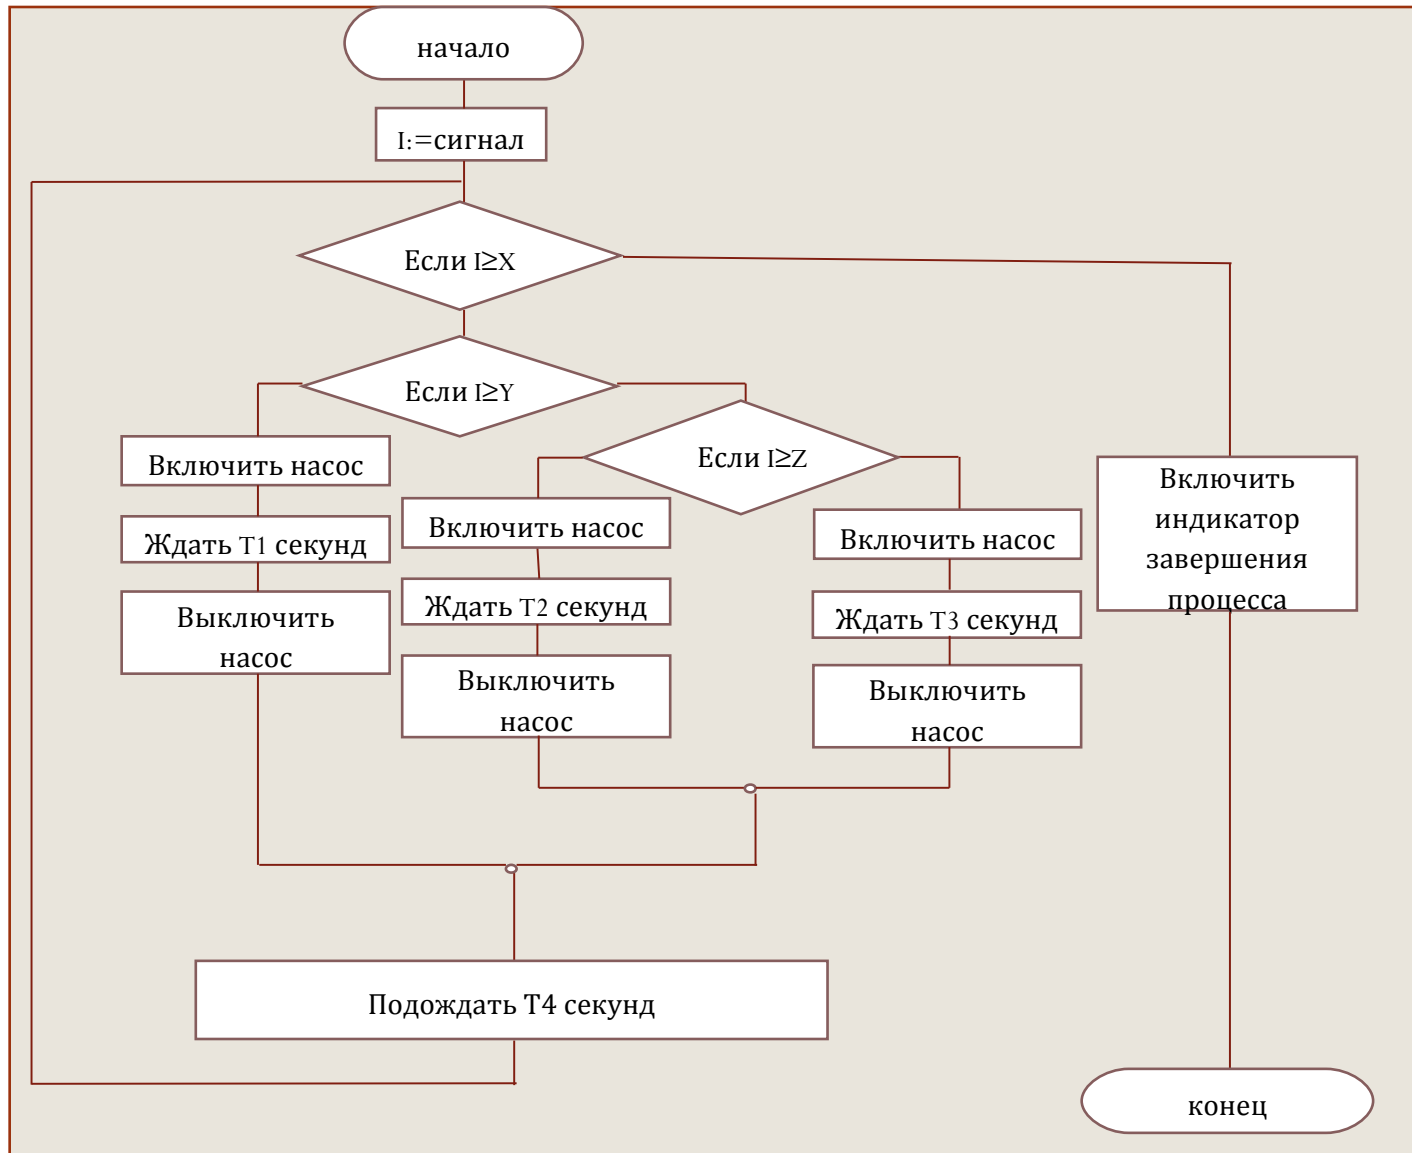 начало
I:=сигнал
Если I≥X
Если I≥Y
Если I≥Z
Включить насос
Ждать T1 секунд
Выключить
насос
Включить насос
Ждать T2 секунд
Выключить
насос
Включить насос
Ждать T3 секунд
Выключить
насос
Включить
индикатор
завершения
процесса
Подождать T4 секунд
конец